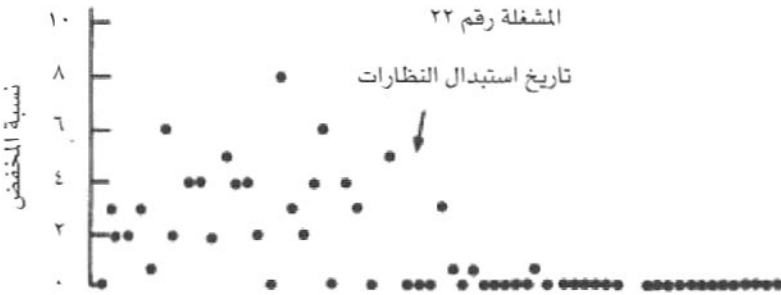 المشغلة رقم ٢٢
تاريخ استبدال النظارات
نسبة المخفض
١٠
٨
٦
٤
٢
٠